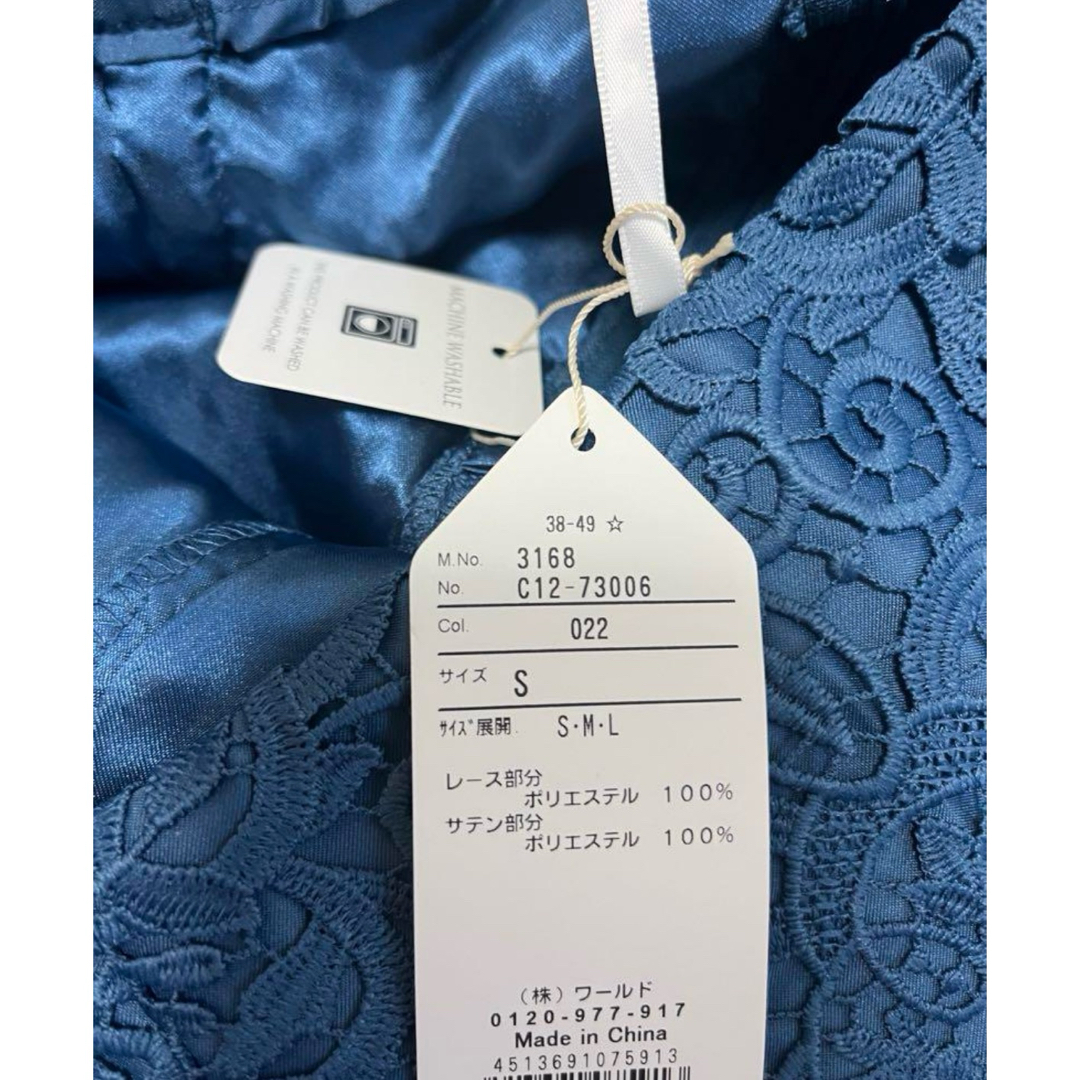 MACHINE WASHABLE
THIS PRODUCT CAN BE WASHED
IN A WASHING MACHINE
38-49 ☆
M.No. 3168
No. C12-73006
Col. 022
サイズ S
ｻｲｽﾞ展開. S･M･L
レース部分
ポリエステル 100%
サテン部分
ポリエステル 100%
(株)ワールド
0120-977-917
Made in China
4513691075913